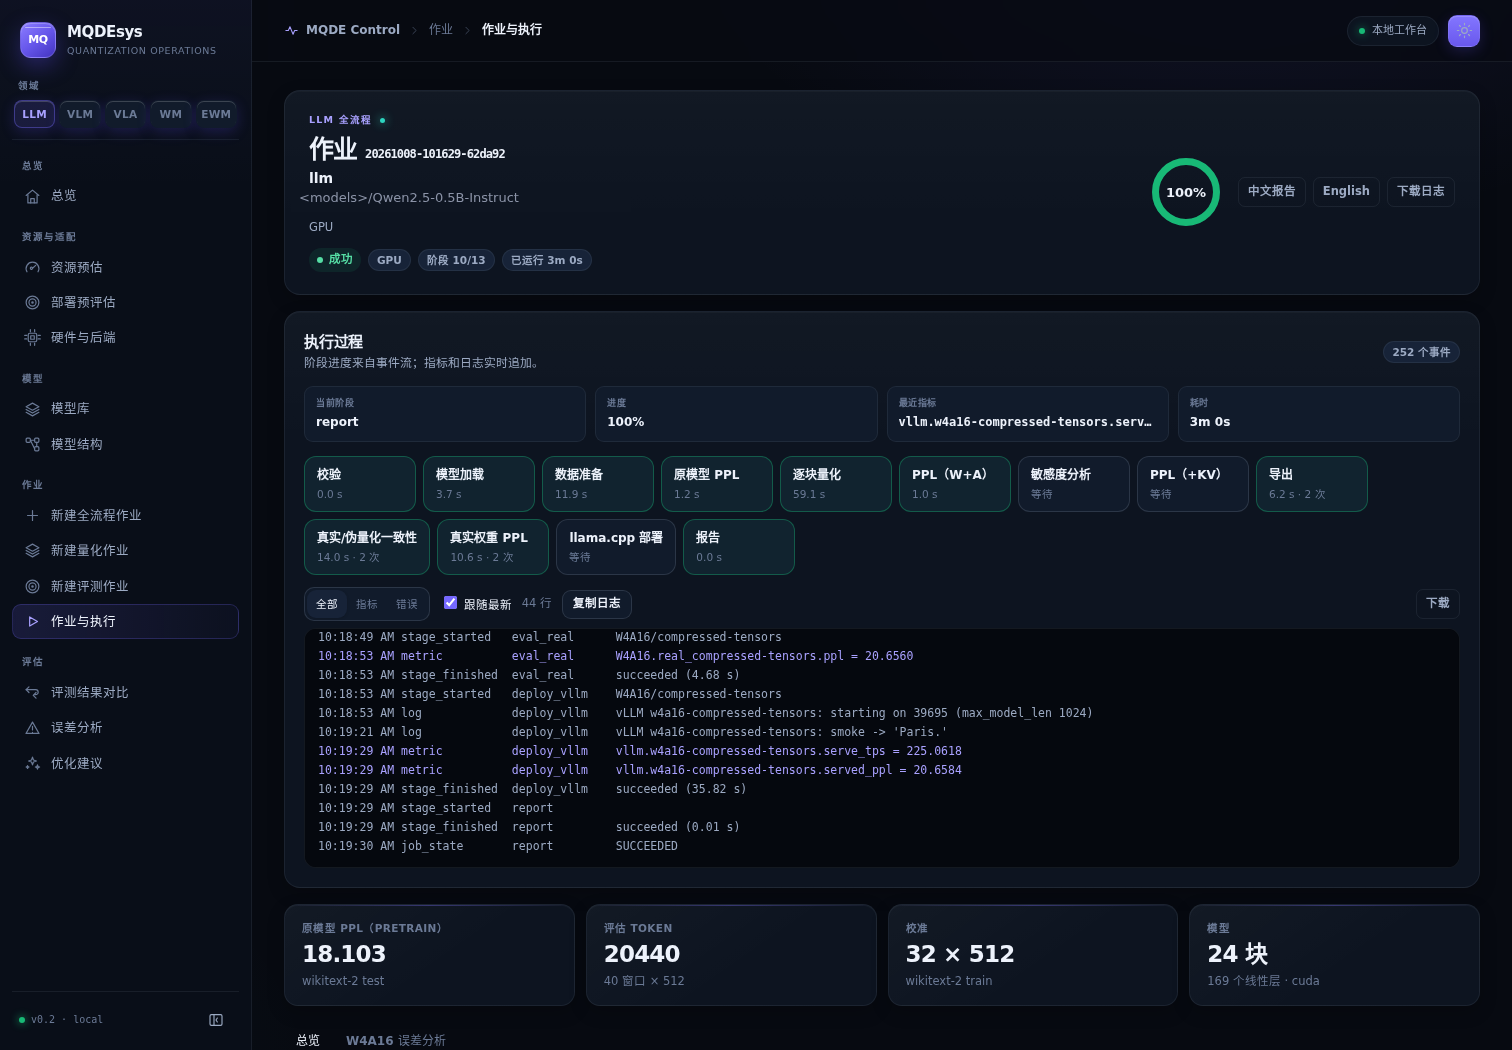 MQ
MQDEsys
QUANTIZATION OPERATIONS
领域
LLM VLM VLA WM EWM
总览
总览
资源与适配
资源预估
部署预评估
硬件与后端
模型
模型库
模型结构
作业
新建全流程作业
新建量化作业
新建评测作业
作业与执行
评估
评测结果对比
误差分析
优化建议
v0.2 · local
MQDE Control 作业 作业与执行
本地工作台
LLM 全流程
作业 20261008-101629-62da92
llm
<models>/Qwen2.5-0.5B-Instruct
GPU
成功 GPU 阶段 10/13 已运行 3m 0s
100%
中文报告 English 下载日志
执行过程
阶段进度来自事件流；指标和日志实时追加。
252 个事件
当前阶段
report
进度
100%
最近指标
vllm.w4a16-compressed-tensors.serv…
耗时
3m 0s
校验
0.0 s
模型加载
3.7 s
数据准备
11.9 s
原模型 PPL
1.2 s
逐块量化
59.1 s
PPL（W+A）
1.0 s
敏感度分析
等待
PPL（+KV）
等待
导出
6.2 s · 2 次
真实/伪量化一致性
14.0 s · 2 次
真实权重 PPL
10.6 s · 2 次
llama.cpp 部署
等待
报告
0.0 s
全部 指标 错误 跟随最新 44 行 复制日志 下载
10:18:49 AM stage_started eval_real W4A16/compressed-tensors
10:18:53 AM metric eval_real W4A16.real_compressed-tensors.ppl = 20.6560
10:18:53 AM stage_finished eval_real succeeded (4.68 s)
10:18:53 AM stage_started deploy_vllm W4A16/compressed-tensors
10:18:53 AM log deploy_vllm vLLM w4a16-compressed-tensors: starting on 39695 (max_model_len 1024)
10:19:21 AM log deploy_vllm vLLM w4a16-compressed-tensors: smoke -> 'Paris.'
10:19:29 AM metric deploy_vllm vllm.w4a16-compressed-tensors.serve_tps = 225.0618
10:19:29 AM metric deploy_vllm vllm.w4a16-compressed-tensors.served_ppl = 20.6584
10:19:29 AM stage_finished deploy_vllm succeeded (35.82 s)
10:19:29 AM stage_started report
10:19:29 AM stage_finished report succeeded (0.01 s)
10:19:30 AM job_state report SUCCEEDED
原模型 PPL（PRETRAIN）
18.103
wikitext-2 test
评估 TOKEN
20440
40 窗口 × 512
校准
32 × 512
wikitext-2 train
模型
24 块
169 个线性层 · cuda
总览 W4A16 误差分析